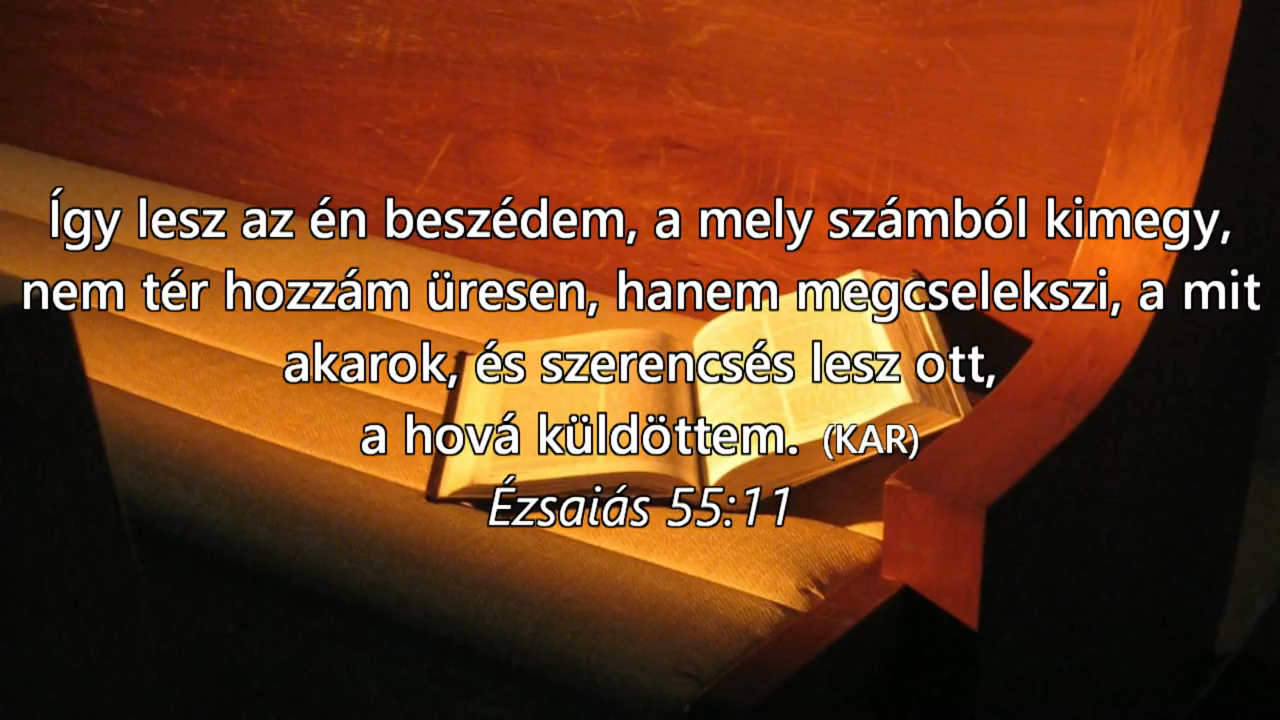 Így lesz az én beszédem, a mely számból kimegy,
nem tér hozzám üresen, hanem megcselekszi, a mit
akarok, és szerencsés lesz ott,
a hová küldöttem. (KAR)
Ézsaiás 55:11